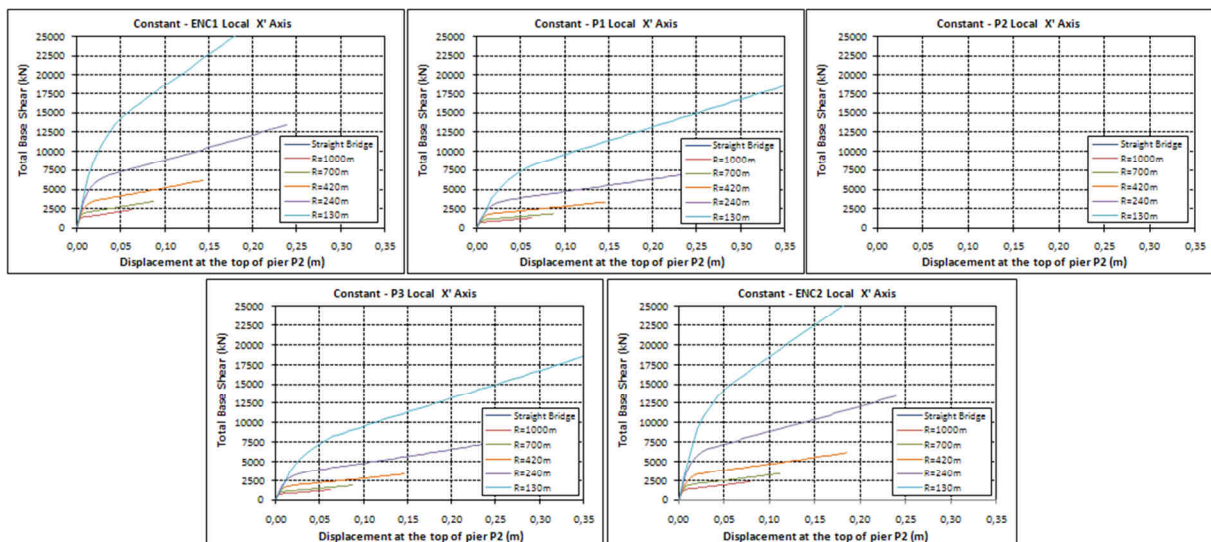 Constant - ENC1 Local X' Axis
Total Base Shear (kN)
25000
22500
20000
17500
15000
12500
10000
7500
5000
2500
0
0,00 0,05 0,10 0,15 0,20 0,25 0,30 0,35
Displacement at the top of pier P2 (m)
Straight Bridge
R=1000m
R=700m
R=420m
R=240m
R=130m
Constant - P1 Local X' Axis
Total Base Shear (kN)
25000
22500
20000
17500
15000
12500
10000
7500
5000
2500
0
0,00 0,05 0,10 0,15 0,20 0,25 0,30 0,35
Displacement at the top of pier P2 (m)
Straight Bridge
R=1000m
R=700m
R=420m
R=240m
R=130m
Constant - P2 Local X' Axis
Total Base Shear (kN)
25000
22500
20000
17500
15000
12500
10000
7500
5000
2500
0
0,00 0,05 0,10 0,15 0,20 0,25 0,30 0,35
Displacement at the top of pier P2 (m)
Constant - P3 Local X' Axis
Total Base Shear (kN)
25000
22500
20000
17500
15000
12500
10000
7500
5000
2500
0
0,00 0,05 0,10 0,15 0,20 0,25 0,30 0,35
Displacement at the top of pier P2 (m)
Straight Bridge
R=1000m
R=700m
R=420m
R=240m
R=130m
Constant - ENC2 Local X' Axis
Total Base Shear (kN)
25000
22500
20000
17500
15000
12500
10000
7500
5000
2500
0
0,00 0,05 0,10 0,15 0,20 0,25 0,30 0,35
Displacement at the top of pier P2 (m)
Straight Bridge
R=1000m
R=700m
R=420m
R=240m
R=130m